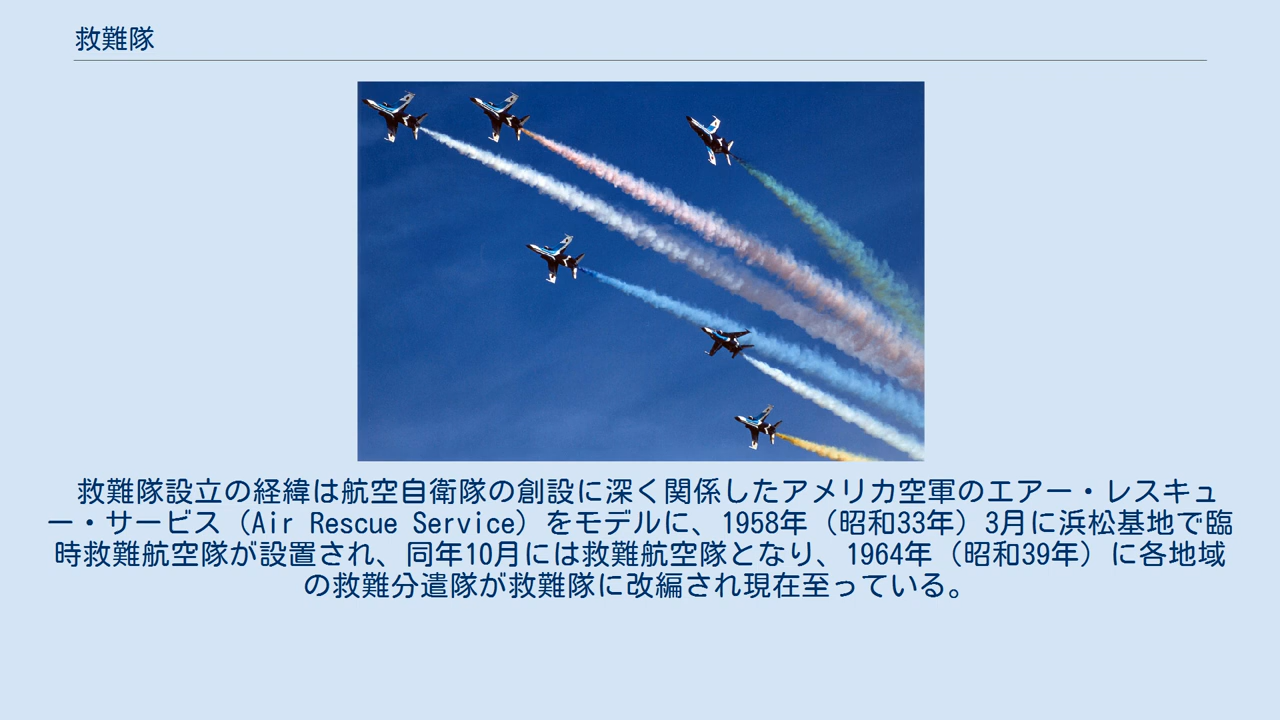 救難隊
救難隊設立の経緯は航空自衛隊の創設に深く関係したアメリカ空軍のエアー・レスキュ
ー・サービス（Air Rescue Service）をモデルに、1958年（昭和33年）3月に浜松基地で臨
時救難航空隊が設置され、同年10月には救難航空隊となり、1964年（昭和39年）に各地域
の救難分遣隊が救難隊に改編され現在至っている。